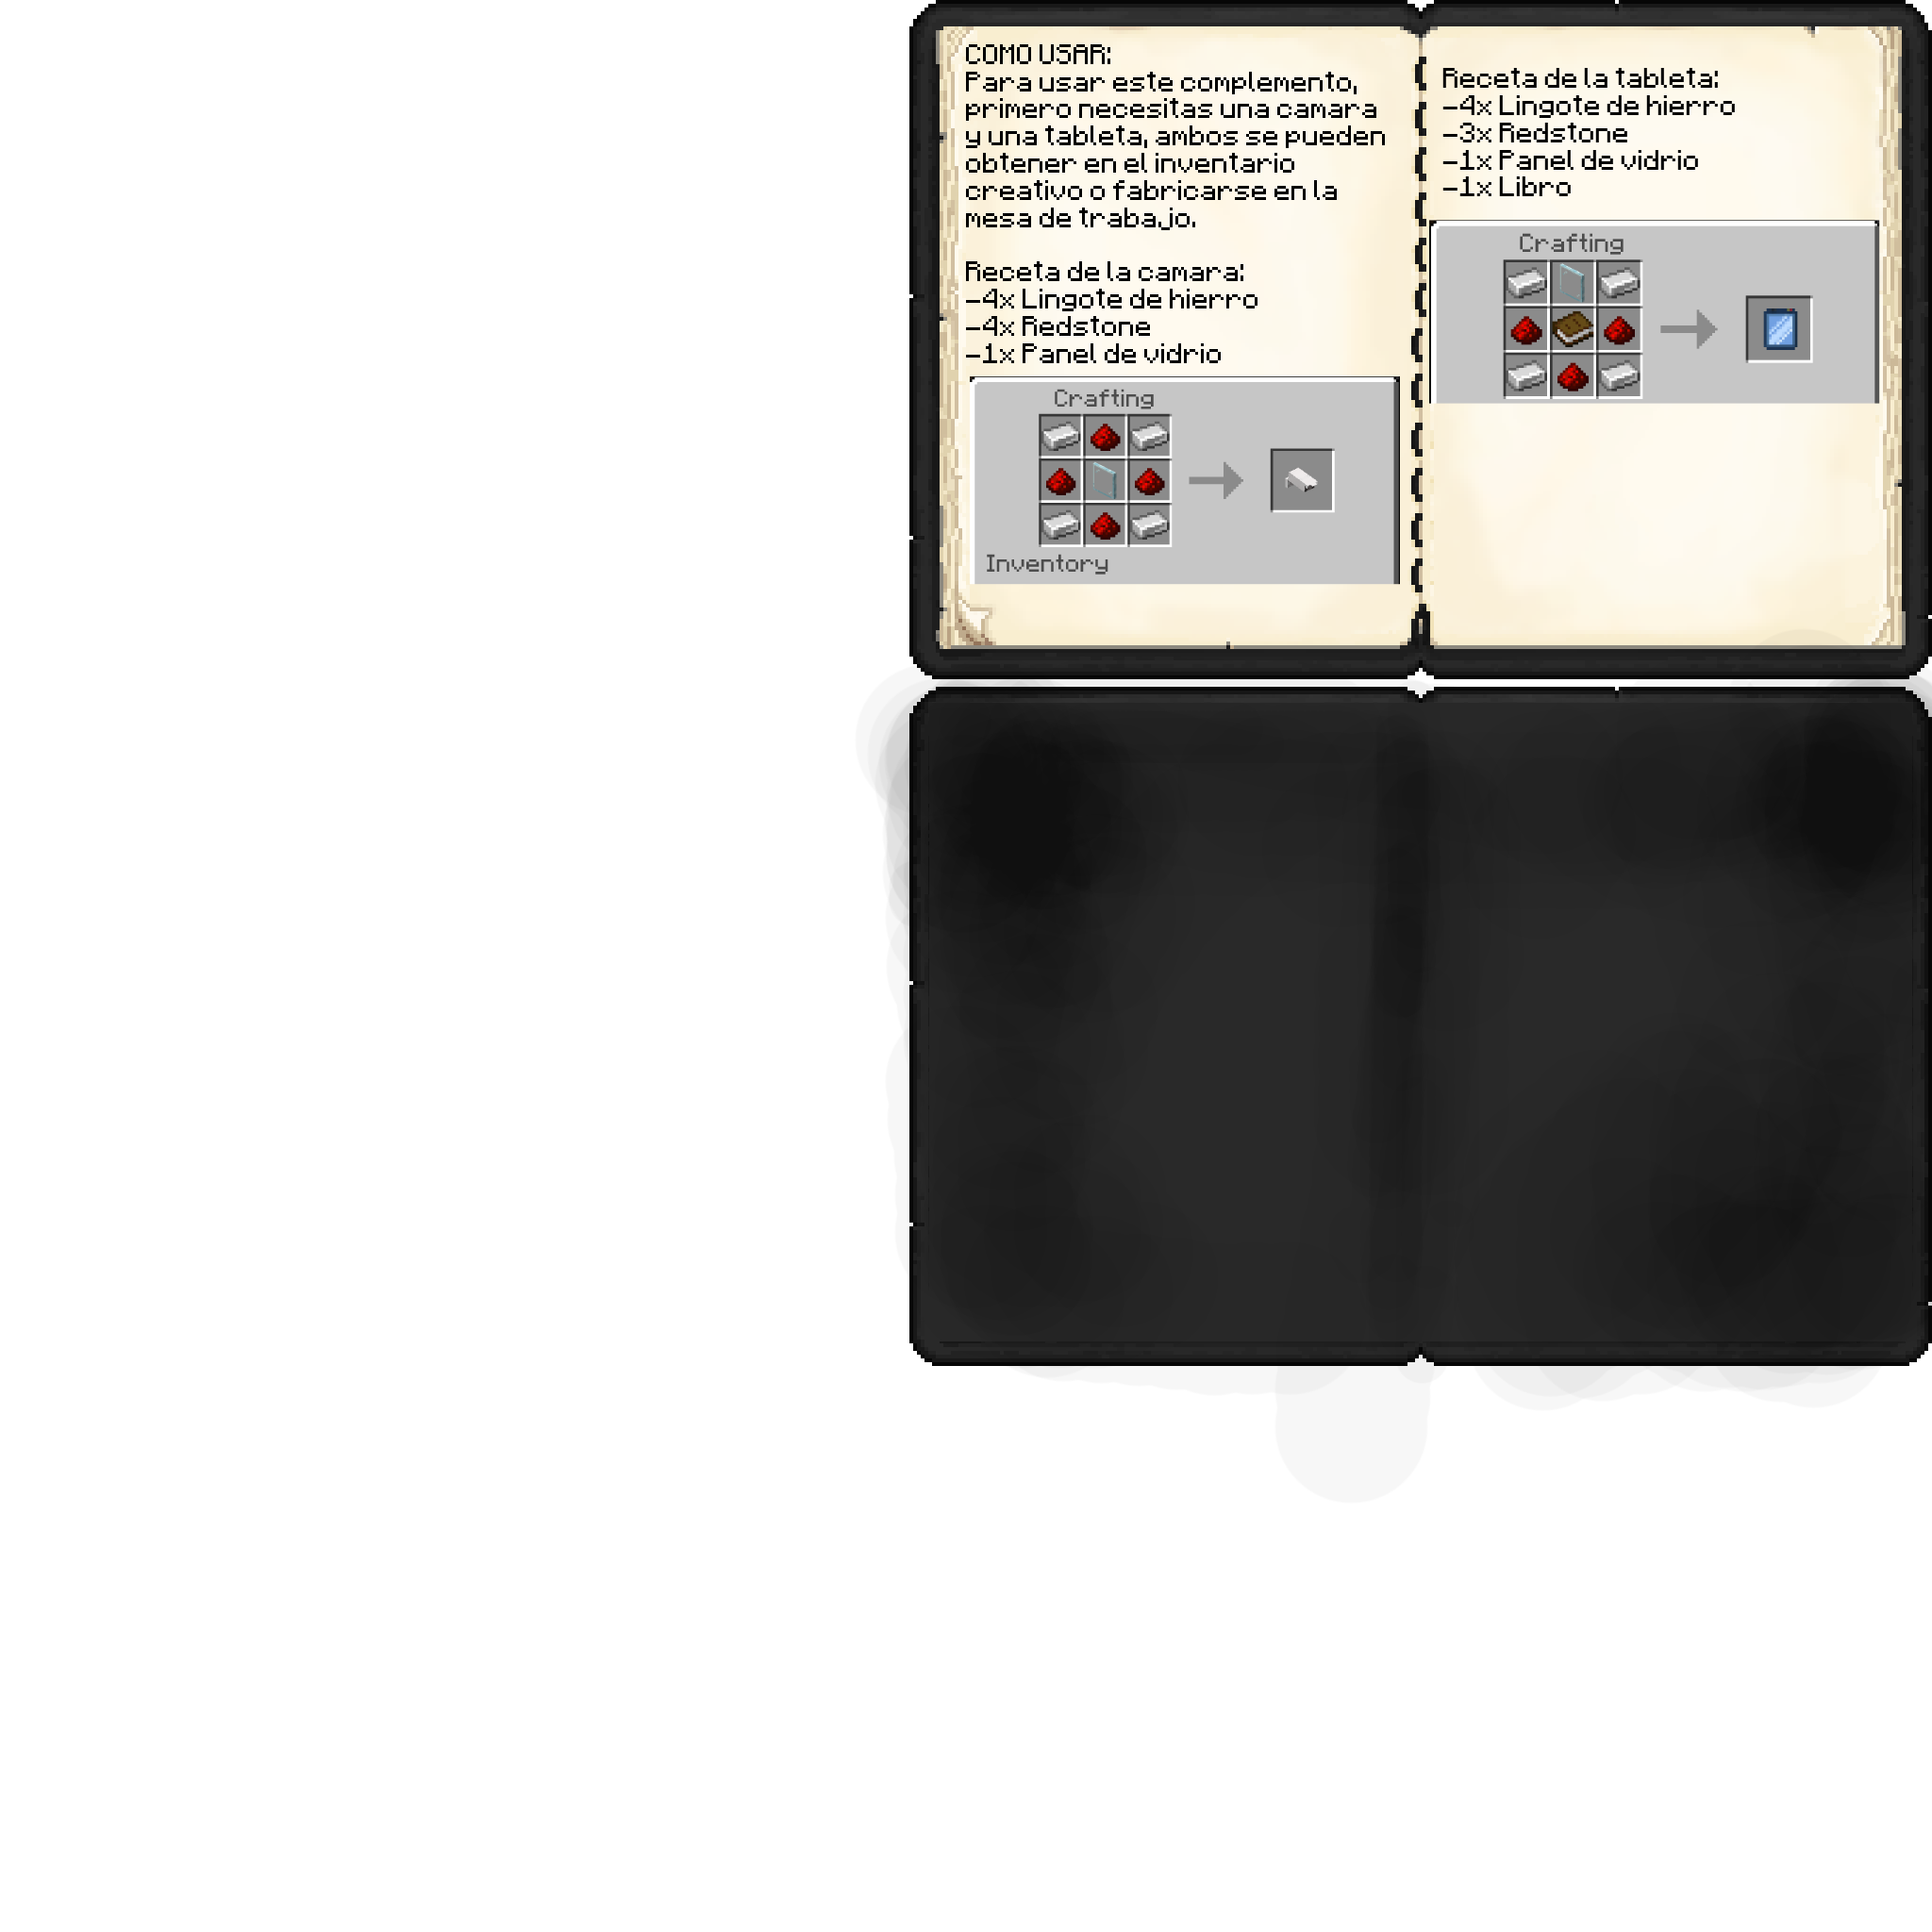 COMO USAR:
Para usar este complemento,
primero necesitas una camara
y una tableta, ambos se pueden
obtener en el inventario
creativo o fabricarse en la
mesa de trabajo.
Receta de la camara:
-4x Lingote de hierro
-4x Redstone
-1x Panel de vidrio
Crafting
Inventory
Receta de la tableta:
-4x Lingote de hierro
-3x Redstone
-1x Panel de vidrio
-1x Libro
Crafting